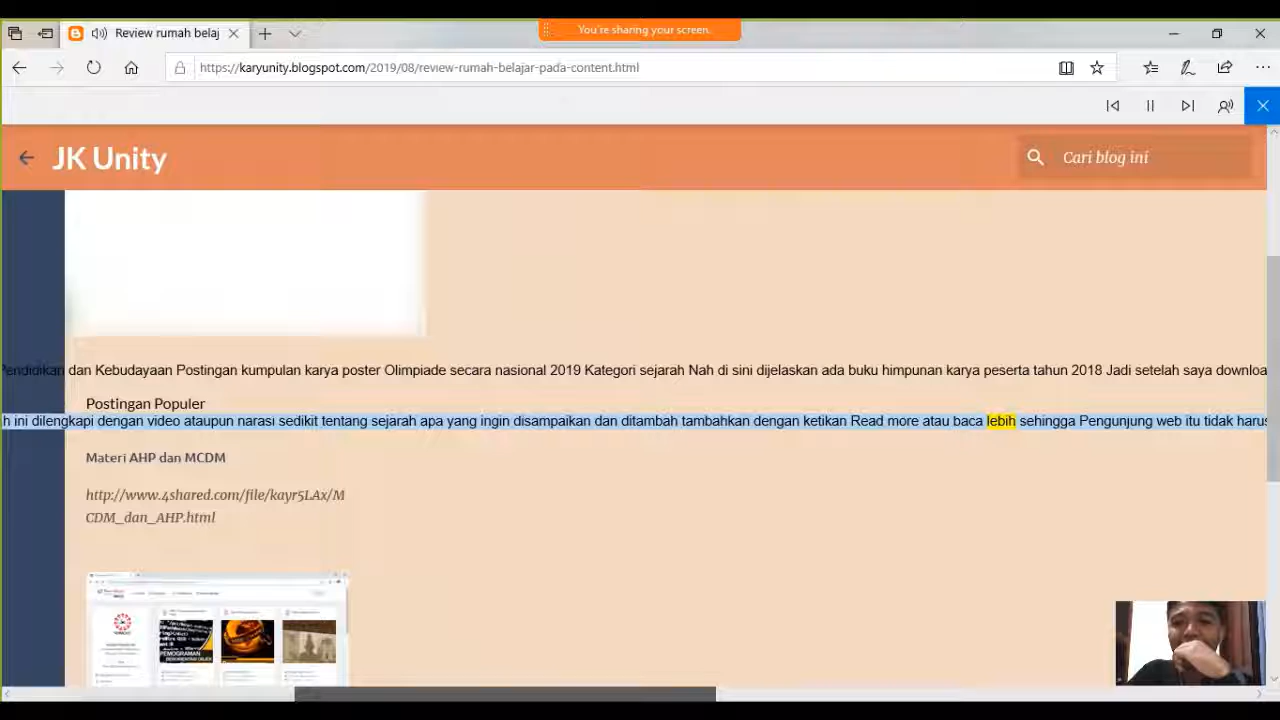 You're sharing your screen.
Review rumah belaj
https://karyunity.blogspot.com/2019/08/review-rumah-belajar-pada-content.html
JK Unity
Cari blog ini
Pendidikan dan Kebudayaan Postingan kumpulan karya poster Olimpiade secara nasional 2019 Kategori sejarah Nah di sini dijelaskan ada buku himpunan karya peserta tahun 2018 Jadi setelah saya downloa
Postingan Populer
h ini dilengkapi dengan video ataupun narasi sedikit tentang sejarah apa yang ingin disampaikan dan ditambah tambahkan dengan ketikan Read more atau baca lebih sehingga Pengunjung web itu tidak harus
Materi AHP dan MCDM
http://www.4shared.com/file/kayr5LAx/M
CDM_dan_AHP.html